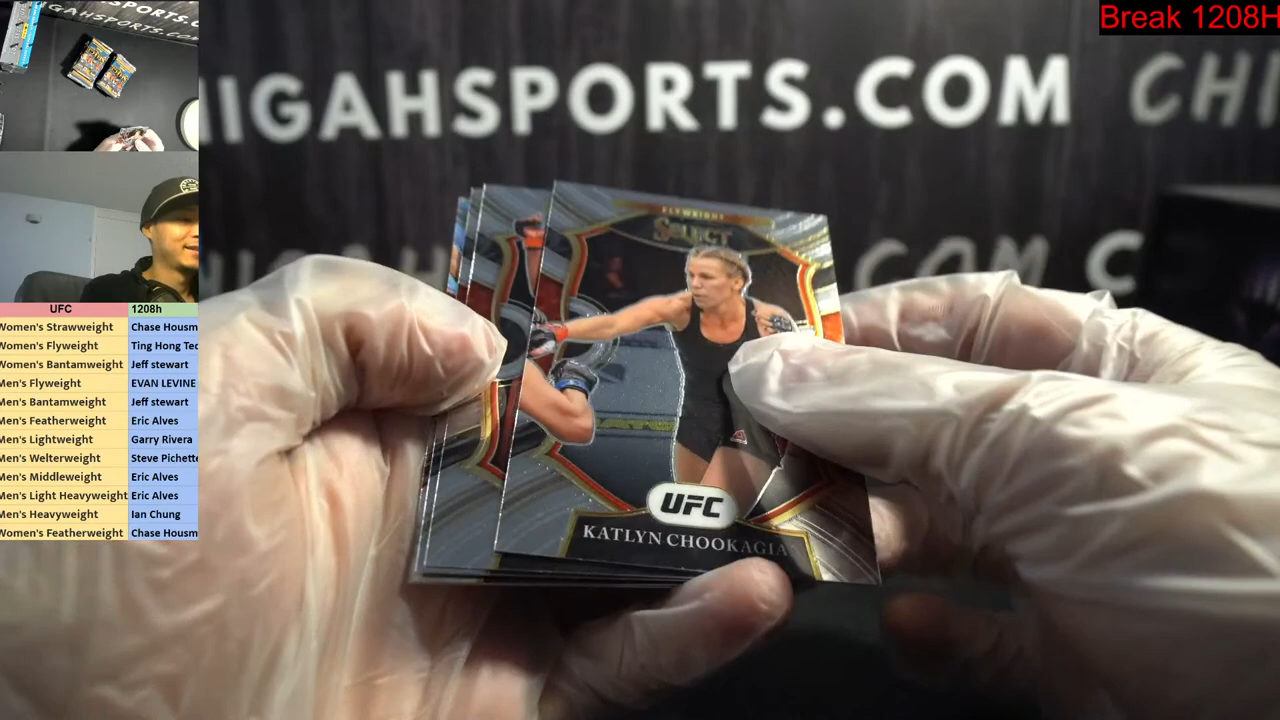 Break 1208H
HIGAHSPORTS.COM CHI
COM C
UFC 1208h
Women's Strawweight Chase Housm
Women's Flyweight Ting Hong Tec
Women's Bantamweight Jeff stewart
Men's Flyweight EVAN LEVINE
Men's Bantamweight Jeff stewart
Men's Featherweight Eric Alves
Men's Lightweight Garry Rivera
Men's Welterweight Steve Pichette
Men's Middleweight Eric Alves
Men's Light Heavyweight Eric Alves
Men's Heavyweight Ian Chung
Women's Featherweight Chase Housm
FLYWEIGHT
SELECT
UFC
KATLYN CHOOKAGIA